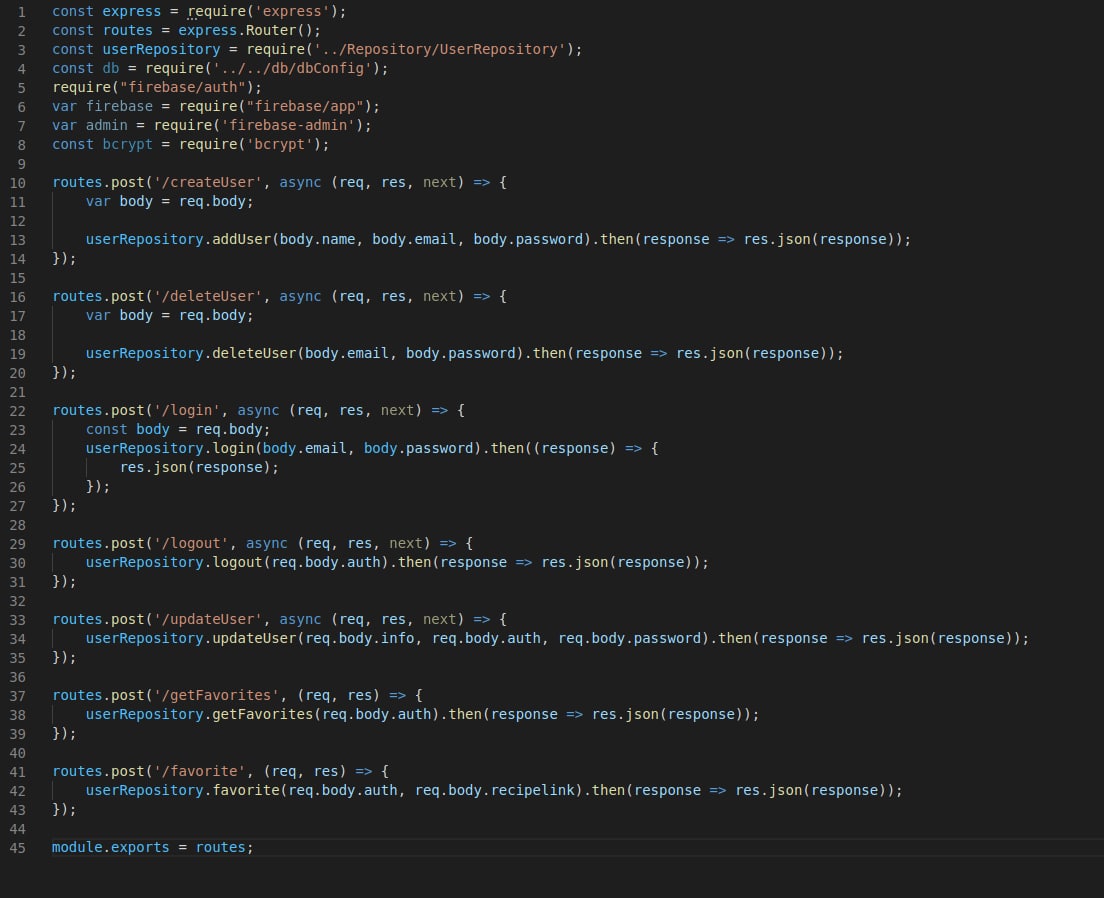 1 const express = require('express');
2 const routes = express.Router();
3 const userRepository = require('../Repository/UserRepository');
4 const db = require('../../db/dbConfig');
5 require("firebase/auth");
6 var firebase = require("firebase/app");
7 var admin = require('firebase-admin');
8 const bcrypt = require('bcrypt');
9
10 routes.post('/createUser', async (req, res, next) => {
11     var body = req.body;
12
13     userRepository.addUser(body.name, body.email, body.password).then(response => res.json(response));
14 });
15
16 routes.post('/deleteUser', async (req, res, next) => {
17     var body = req.body;
18
19     userRepository.deleteUser(body.email, body.password).then(response => res.json(response));
20 });
21
22 routes.post('/login', async (req, res, next) => {
23     const body = req.body;
24     userRepository.login(body.email, body.password).then((response) => {
25         res.json(response);
26     });
27 });
28
29 routes.post('/logout', async (req, res, next) => {
30     userRepository.logout(req.body.auth).then(response => res.json(response));
31 });
32
33 routes.post('/updateUser', async (req, res, next) => {
34     userRepository.updateUser(req.body.info, req.body.auth, req.body.password).then(response => res.json(response));
35 });
36
37 routes.post('/getFavorites', (req, res) => {
38     userRepository.getFavorites(req.body.auth).then(response => res.json(response));
39 });
40
41 routes.post('/favorite', (req, res) => {
42     userRepository.favorite(req.body.auth, req.body.recipelink).then(response => res.json(response));
43 });
44
45 module.exports = routes;